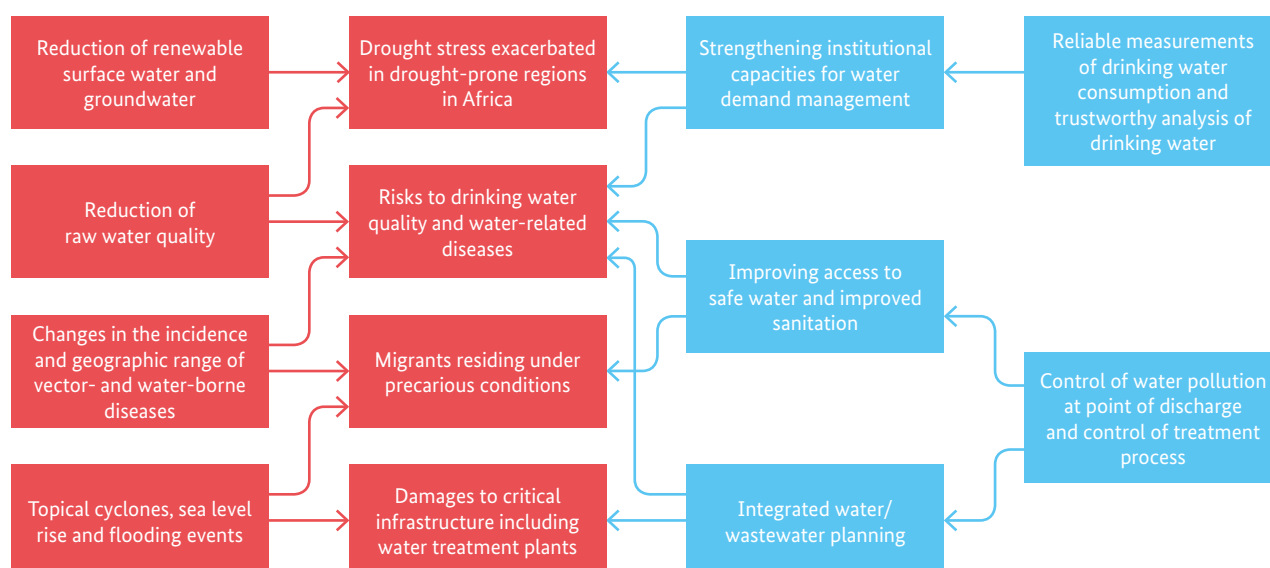 Reduction of renewable
surface water and
groundwater
Drought stress exacerbated
in drought-prone regions
in Africa
Strengthening institutional
capacities for water
demand management
Reliable measurements
of drinking water
consumption and
trustworthy analysis of
drinking water
Reduction of
raw water quality
Risks to drinking water
quality and water-related
diseases
Improving access to
safe water and improved
sanitation
Changes in the incidence
and geographic range of
vector- and water-borne
diseases
Migrants residing under
precarious conditions
Control of water pollution
at point of discharge
and control of treatment
process
Topical cyclones, sea level
rise and flooding events
Damages to critical
infrastructure including
water treatment plants
Integrated water/
wastewater planning